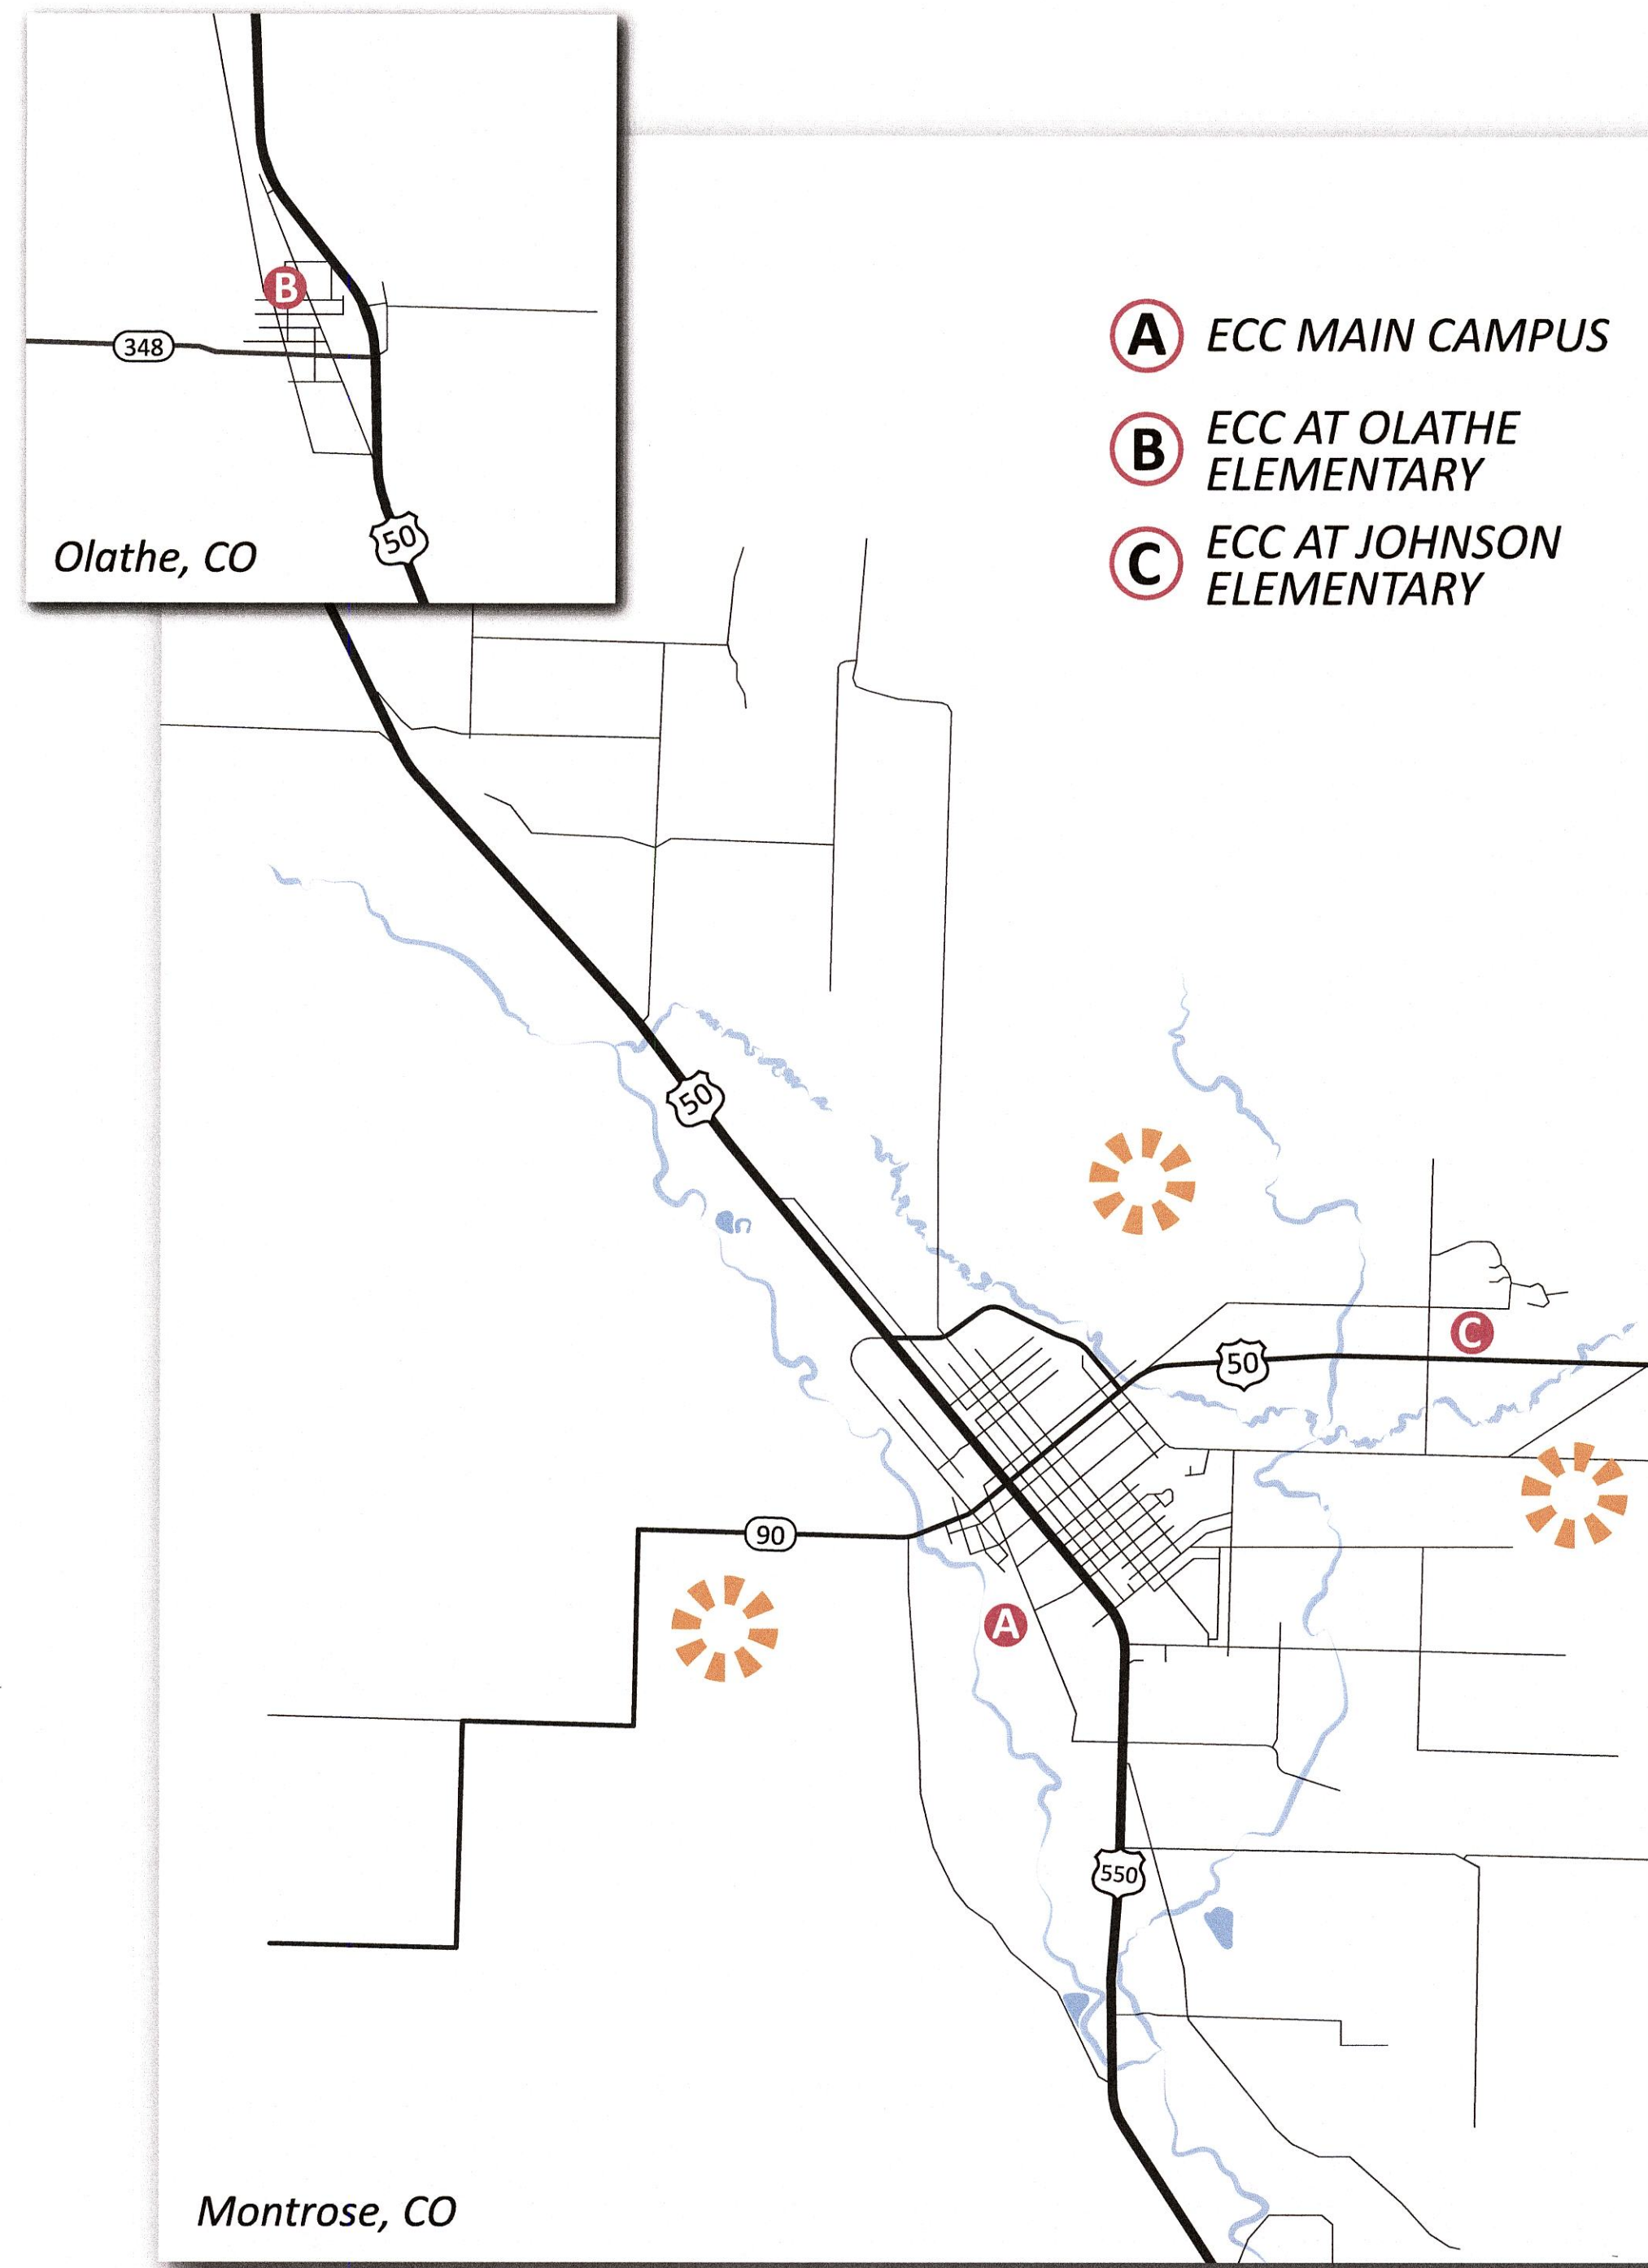 B
348
50
Olathe, CO
A ECC MAIN CAMPUS
B ECC AT OLATHE
ELEMENTARY
C ECC AT JOHNSON
ELEMENTARY
50
C
50
90
A
550
Montrose, CO